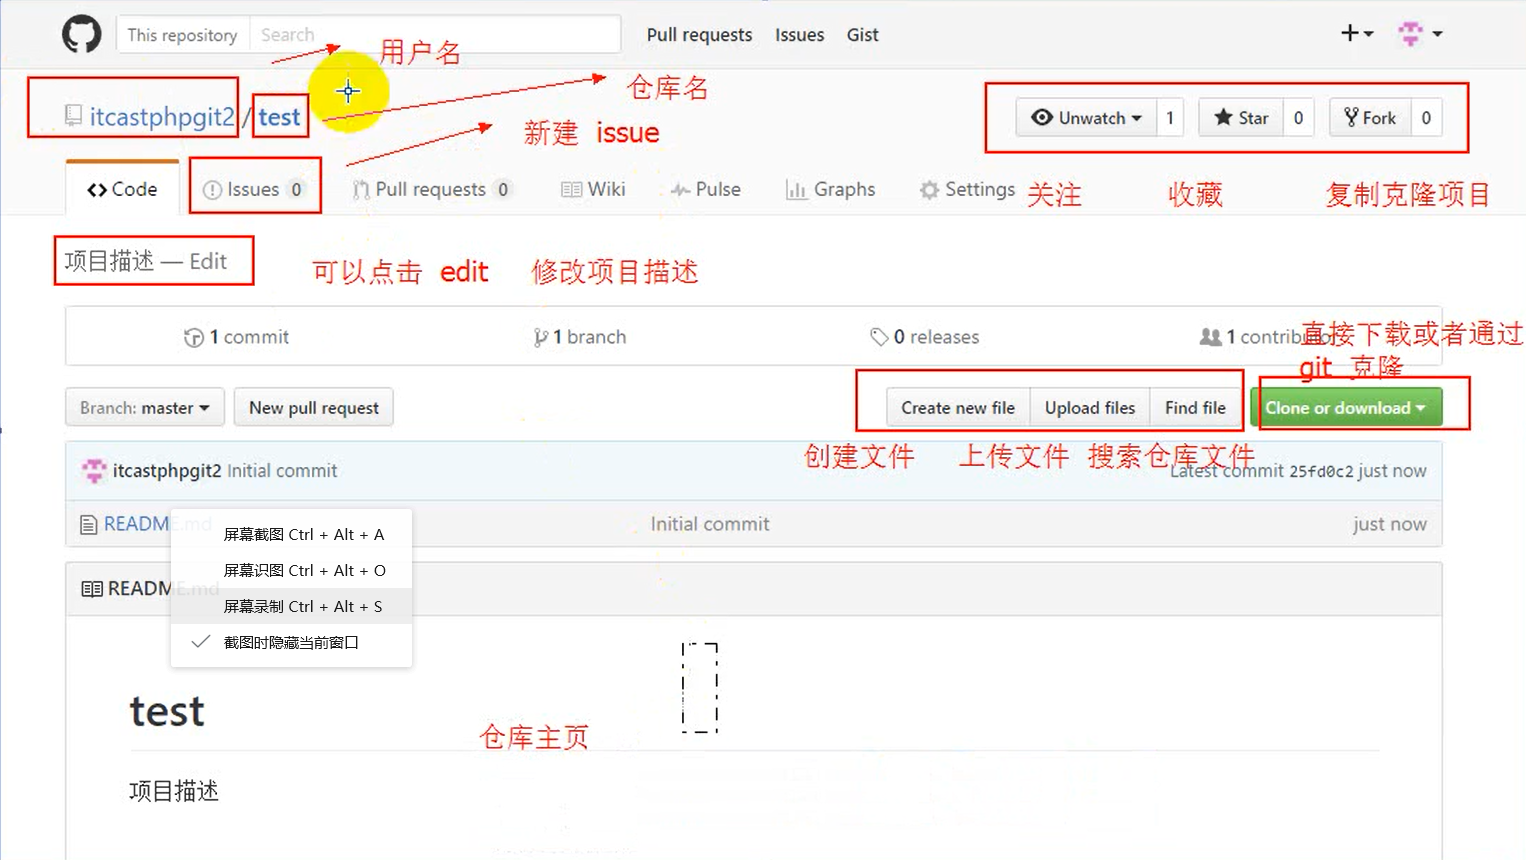 This repository Search Pull requests Issues Gist
用户名
仓库名
itcastphpgit2 / test
新建 issue
Unwatch 1 Star 0 Fork 0
Code Issues 0 Pull requests 0 Wiki Pulse Graphs Settings
关注 收藏 复制克隆项目
项目描述 — Edit
可以点击 edit 修改项目描述
1 commit 1 branch 0 releases 1
直接下载或者通过
git 克隆
Branch: master New pull request Create new file Upload files Find file Clone or download
创建文件 上传文件 搜索仓库文件
itcastphpgit2 Initial commit Latest commit 25fd0c2 just now
README.md Initial commit just now
屏幕截图 Ctrl + Alt + A
屏幕识图 Ctrl + Alt + O
README.md
屏幕录制 Ctrl + Alt + S
截图时隐藏当前窗口
test
仓库主页
项目描述